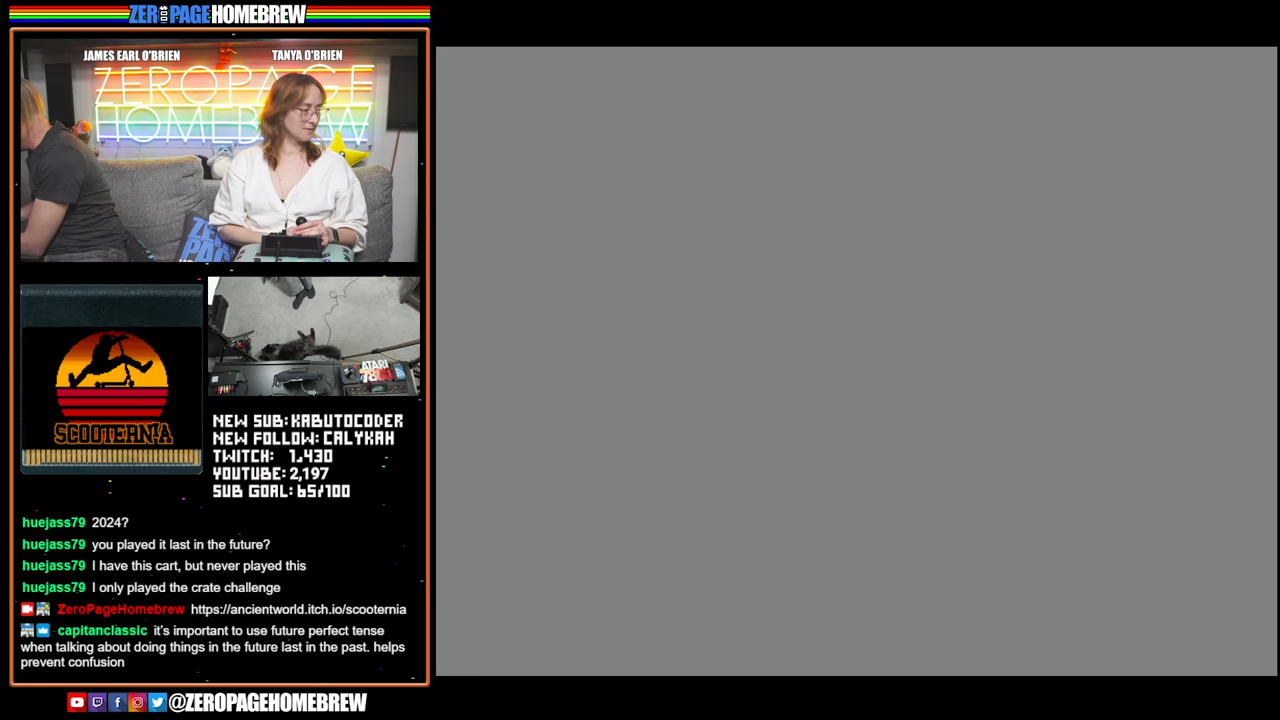 ZERO PAGE HOMEBREW
JAMES EARL O'BRIEN
TANYA O'BRIEN
ZEROPAGE
HOMEBREW
ATARI
SCOOTERNIA
NEW SUB: KABUTOCODER
NEW FOLLOW: CALYKAH
TWITCH: 1,430
YOUTUBE: 2,197
SUB GOAL: 65/100
huejass79 2024?
huejass79 you played it last in the future?
huejass79 I have this cart, but never played this
huejass79 I only played the crate challenge
ZeroPageHomebrew https://ancientworld.itch.io/scooternia
capitanclassic it's important to use future perfect tense
when talking about doing things in the future last in the past. helps
prevent confusion
@ZEROPAGEHOMEBREW